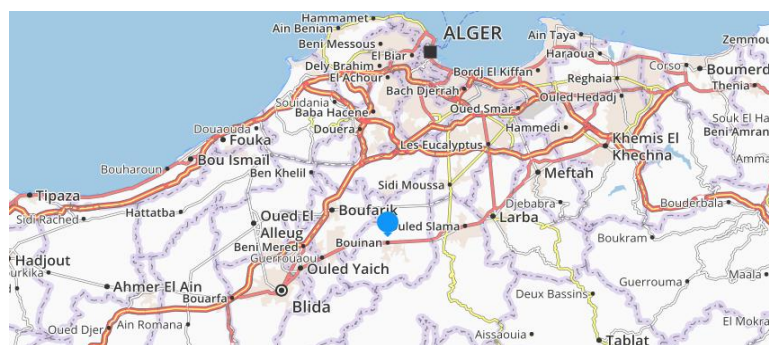 Hammamet
Ain Benian
Ain Taya
ALGER
Beni Messous
Haraoua
Zemmou
El Biar
Dely Brahim
Corso
Bordj El Kiffan
Boumerd
El Achour
Reghaia
Thenia
Bach Djerrah
Ouled Hedadj
Souidania
Oued Smar
Baba Hacene
Souk El Ha
Douaouda
Douera
Hammedi
Beni Amran
Fouka
Khemis El
Khechna
Les Eucalyptus
Bou Ismail
Amma
Bouharoun
Ben Khelil
Meftah
Sidi Moussa
Tipaza
Djebabra
Bouderbala
Hattatba
Boufarik
Sidi Rached
Oued El
Alleug
Larba
Ouled Slama
Boukram
Bouinan
Beni Mered
Hadjout
Guerrouaou
Ouled Yaich
Maala
ourkika
Guerrouma
Ahmer El Ain
Bouarfa
Deux Bassins
Blida
Oued Djer
Ain Romana
El Mokra
Aissaouia
Tablat